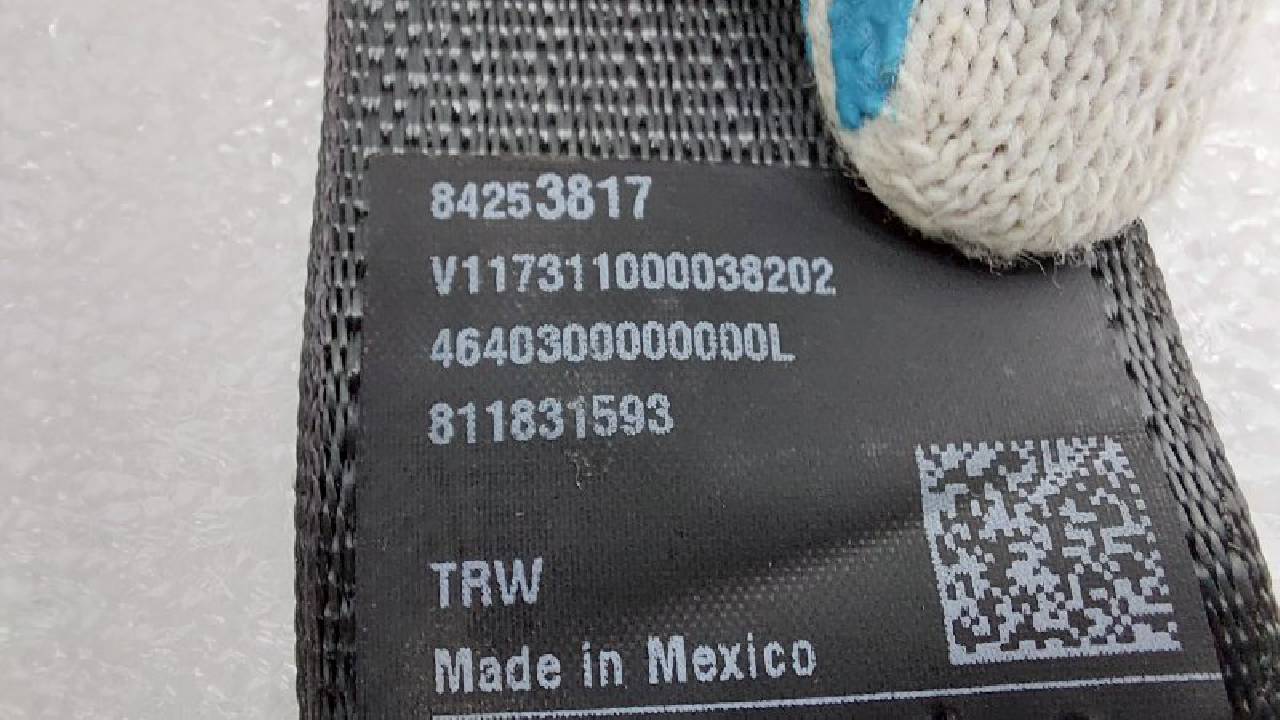 84253817
V117311000038202
4640300000000L
811831593
TRW
Made in Mexico